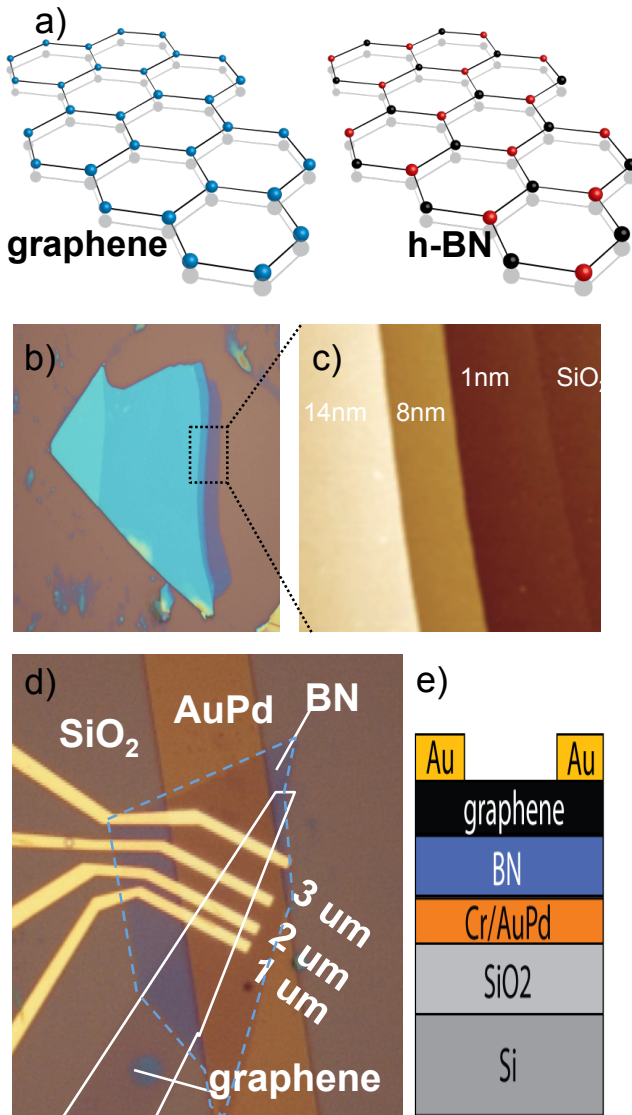 a)
graphene
h-BN
b)
c)
14nm
8nm
1nm
SiO₂
d)
SiO₂
AuPd
BN
3 um
2 um
1 um
graphene
e)
Au
Au
graphene
BN
Cr/AuPd
SiO2
Si